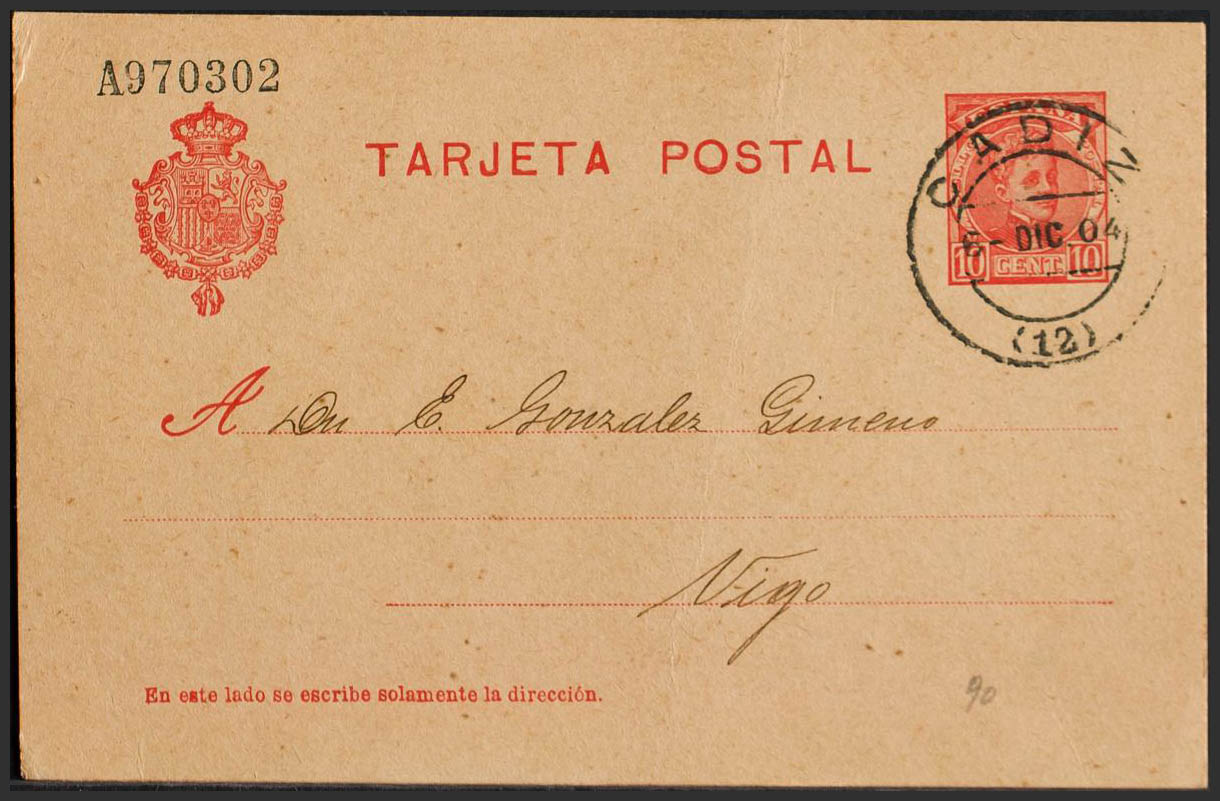 A970302
TARJETA POSTAL
CADIZ
6 - DIC 04
10 CENT 10
(12)
A Dn E. Gonzalez Gimeno
Vigo
En este lado se escribe solamente la dirección.
90